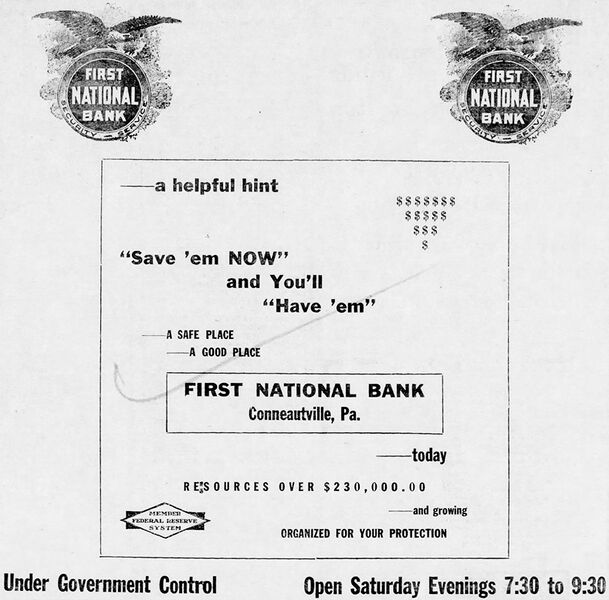 FIRST
NATIONAL
BANK
SECURITY — SERVICE
FIRST
NATIONAL
BANK
SECURITY — SERVICE
——a helpful hint
$$$$$$$
$$$$$
$$$
$
"Save 'em NOW"
and You'll
"Have 'em"
——A SAFE PLACE
——A GOOD PLACE
FIRST NATIONAL BANK
Conneautville, Pa.
——today
RESOURCES OVER $230,000.00
——and growing
MEMBER
FEDERAL RESERVE
SYSTEM
ORGANIZED FOR YOUR PROTECTION
Under Government Control
Open Saturday Evenings 7:30 to 9:30